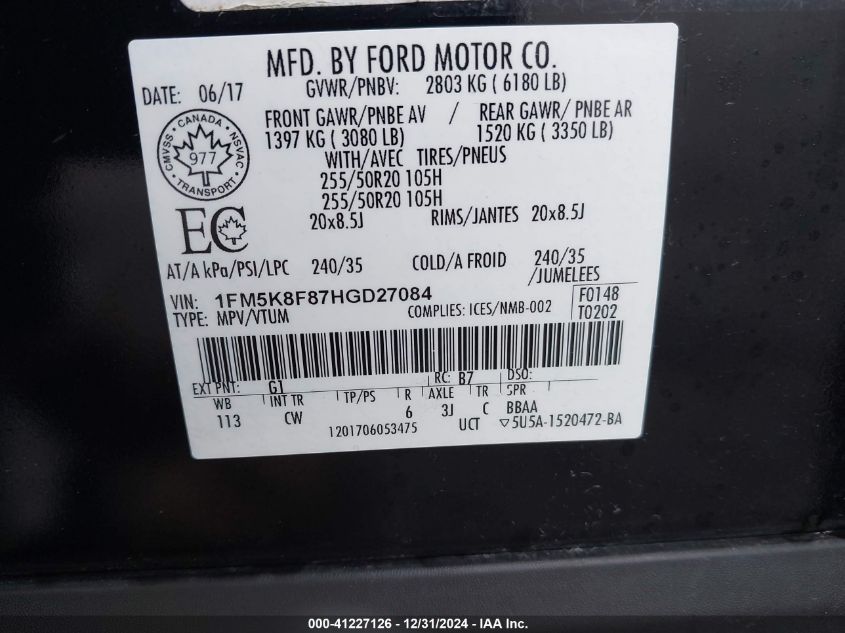 MFD. BY FORD MOTOR CO.
DATE: 06/17 GVWR/PNBV: 2803 KG ( 6180 LB)
FRONT GAWR/PNBE AV / REAR GAWR/ PNBE AR
1397 KG ( 3080 LB) 1520 KG ( 3350 LB)
WITH/AVEC TIRES/PNEUS
255/50R20 105H
255/50R20 105H
20x8.5J RIMS/JANTES 20x8.5J
CANADA
CMVSS NSVAC
977
TRANSPORT
EC
AT/A kPa/PSI/LPC 240/35 COLD/A FROID 240/35
/JUMELEES
VIN: 1FM5K8F87HGD27084 F0148
TYPE: MPV/VTUM COMPLIES: ICES/NMB-002 T0202
EXT PNT: G1 RC: B7 DSO:
WB INT TR TP/PS R AXLE TR SPR
113 CW 6 3J C BBAA
1201706053475 UCT ▽5U5A-1520472-BA
000-41227126 - 12/31/2024 - IAA Inc.